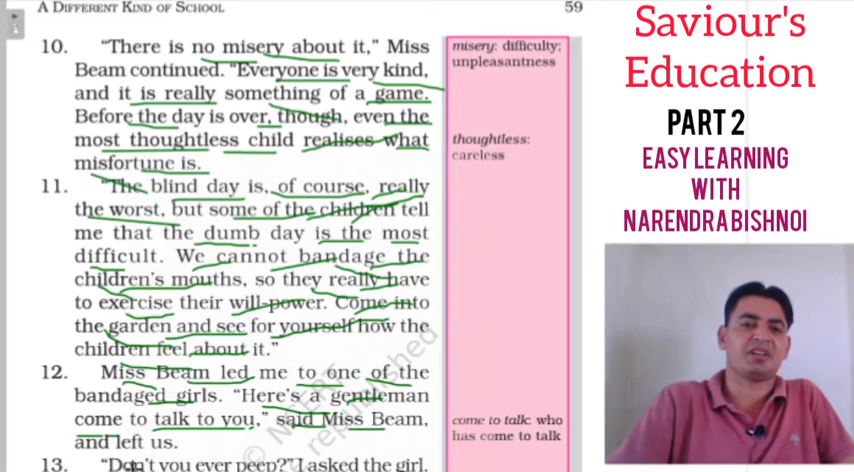 A DIFFERENT KIND OF SCHOOL 59
10. "There is no misery about it," Miss
Beam continued. "Everyone is very kind,
and it is really something of a game.
Before the day is over, though, even the
most thoughtless child realises what
misfortune is.
11. "The blind day is, of course, really
the worst, but some of the children tell
me that the dumb day is the most
difficult. We cannot bandage the
children's mouths, so they really have
to exercise their will-power. Come into
the garden and see for yourself how the
children feel about it."
12. Miss Beam led me to one of the
bandaged girls. "Here's a gentleman
come to talk to you," said Miss Beam,
and left us.
13. "Don't you ever peep?" I asked the girl.
misery: difficulty;
unpleasantness
thoughtless:
careless
come to talk: who
has come to talk
© NCERT
republished
Saviour's
Education
PART 2
EASY LEARNING
WITH
NARENDRA BISHNOI